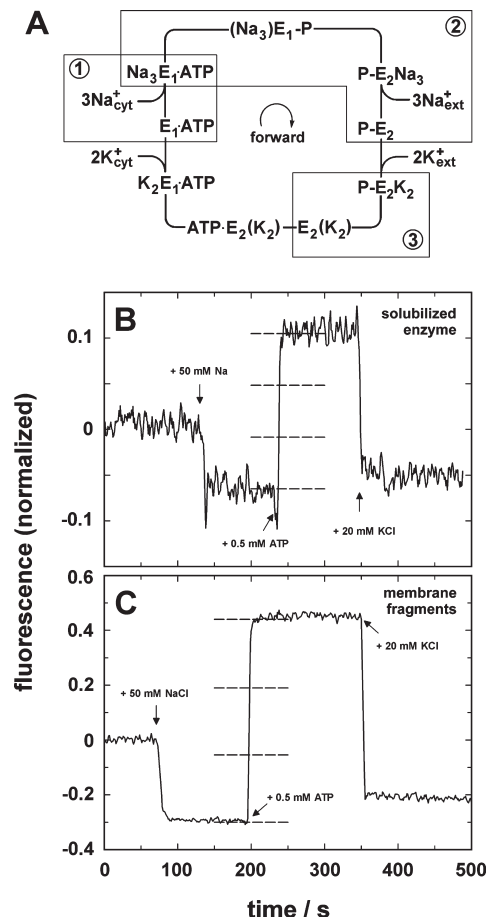 A
(Na3)E1-P
②
①
Na3E1·ATP
P-E2Na3
3Na+cyt
3Na+ext
E1·ATP
forward
P-E2
2K+cyt
2K+ext
K2E1·ATP
P-E2K2
ATP·E2(K2)
E2(K2)
③
B
solubilized
enzyme
0.1
0
-0.1
+ 50 mM Na
+ 0.5 mM ATP
+ 20 mM KCl
fluorescence (normalized)
C
membrane
fragments
0.6
0.4
0.2
0
-0.2
-0.4
+ 50 mM NaCl
+ 0.5 mM ATP
+ 20 mM KCl
0 100 200 300 400 500
time / s